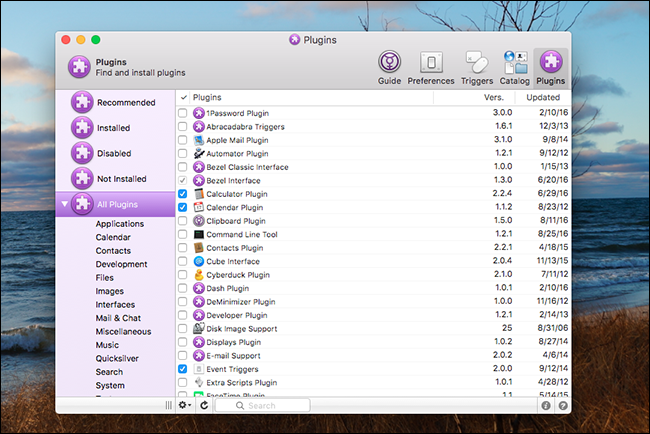 Plugins
Plugins
Find and install plugins
Guide Preferences Triggers Catalog Plugins
Recommended
Installed
Disabled
Not Installed
All Plugins
Applications
Calendar
Contacts
Development
Files
Images
Interfaces
Mail & Chat
Miscellaneous
Music
Quicksilver
Search
System
Plugins Vers. Updated
1Password Plugin 3.0.0 2/10/16
Abracadabra Triggers 1.6.1 12/3/13
Apple Mail Plugin 3.1.0 9/8/14
Automator Plugin 1.2.1 9/12/12
Bezel Classic Interface 1.0.0 1/15/13
Bezel Interface 1.3.0 6/20/16
Calculator Plugin 2.2.4 6/29/16
Calendar Plugin 1.1.2 8/23/12
Clipboard Plugin 1.5.0 8/11/16
Command Line Tool 1.2.1 8/25/16
Contacts Plugin 2.2.1 4/18/15
Cube Interface 2.0.4 11/13/15
Cyberduck Plugin 2.1.0 7/11/12
Dash Plugin 1.0.1 2/10/16
DeMinimizer Plugin 1.0.0 11/16/12
Developer Plugin 1.2.1 2/14/13
Disk Image Support 25 8/31/06
Displays Plugin 1.0.2 8/27/14
E-mail Support 2.0.2 4/6/14
Event Triggers 2.0.0 9/12/14
Extra Scripts Plugin 1.0.1 4/28/12
FaceTime Plugin 1.1 5/14/15
Search